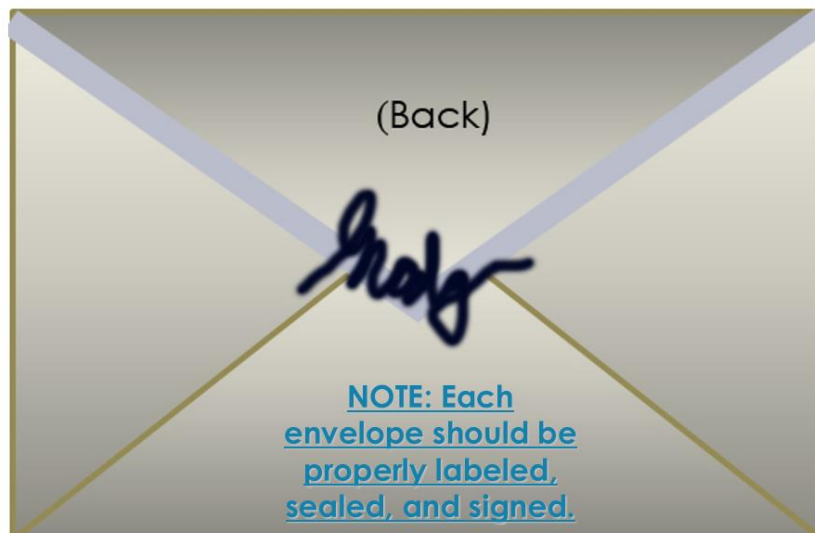 (Back)
NOTE: Each
envelope should be
properly labeled,
sealed, and signed.